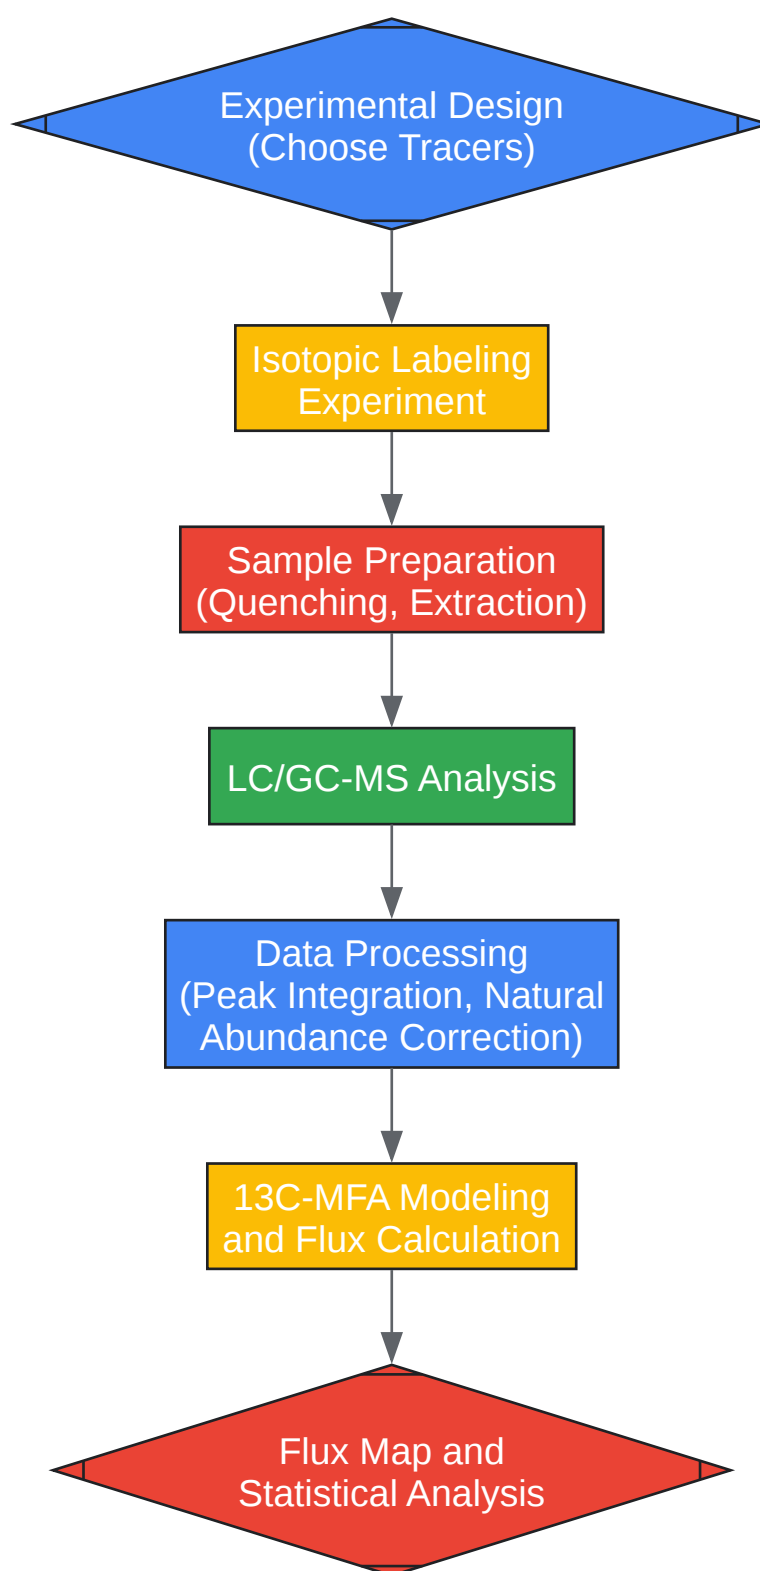 Experimental Design
(Choose Tracers)
Isotopic Labeling
Experiment
Sample Preparation
(Quenching, Extraction)
LC/GC-MS Analysis
Data Processing
(Peak Integration, Natural
Abundance Correction)
13C-MFA Modeling
and Flux Calculation
Flux Map and
Statistical Analysis